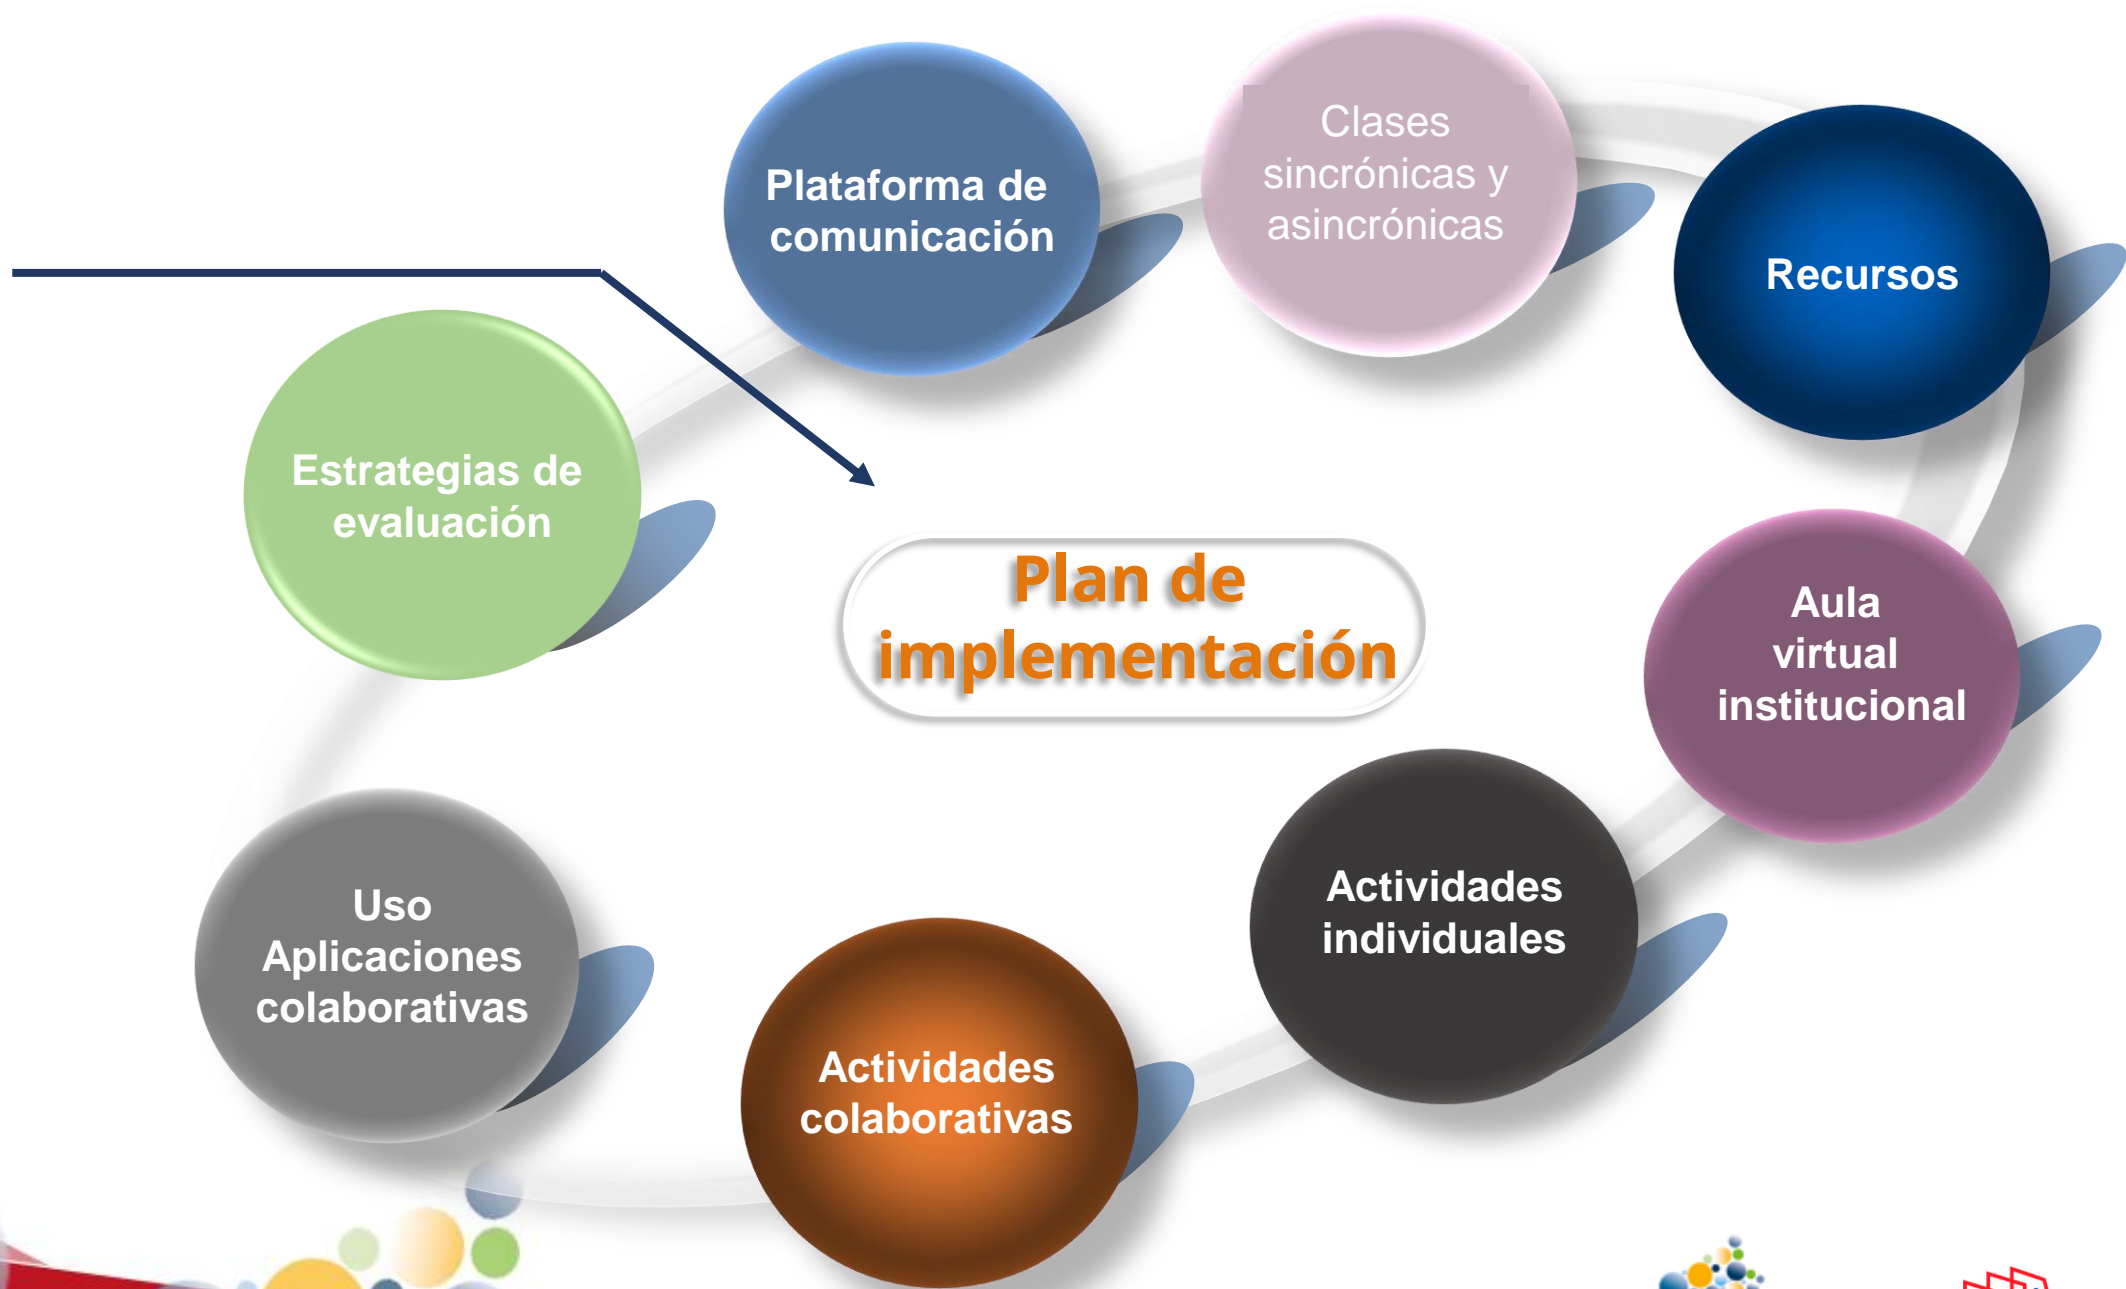 Plataforma de
comunicación
Clases
sincrónicas y
asincrónicas
Recursos
Estrategias de
evaluación
Plan de
implementación
Aula
virtual
institucional
Actividades
individuales
Uso
Aplicaciones
colaborativas
Actividades
colaborativas